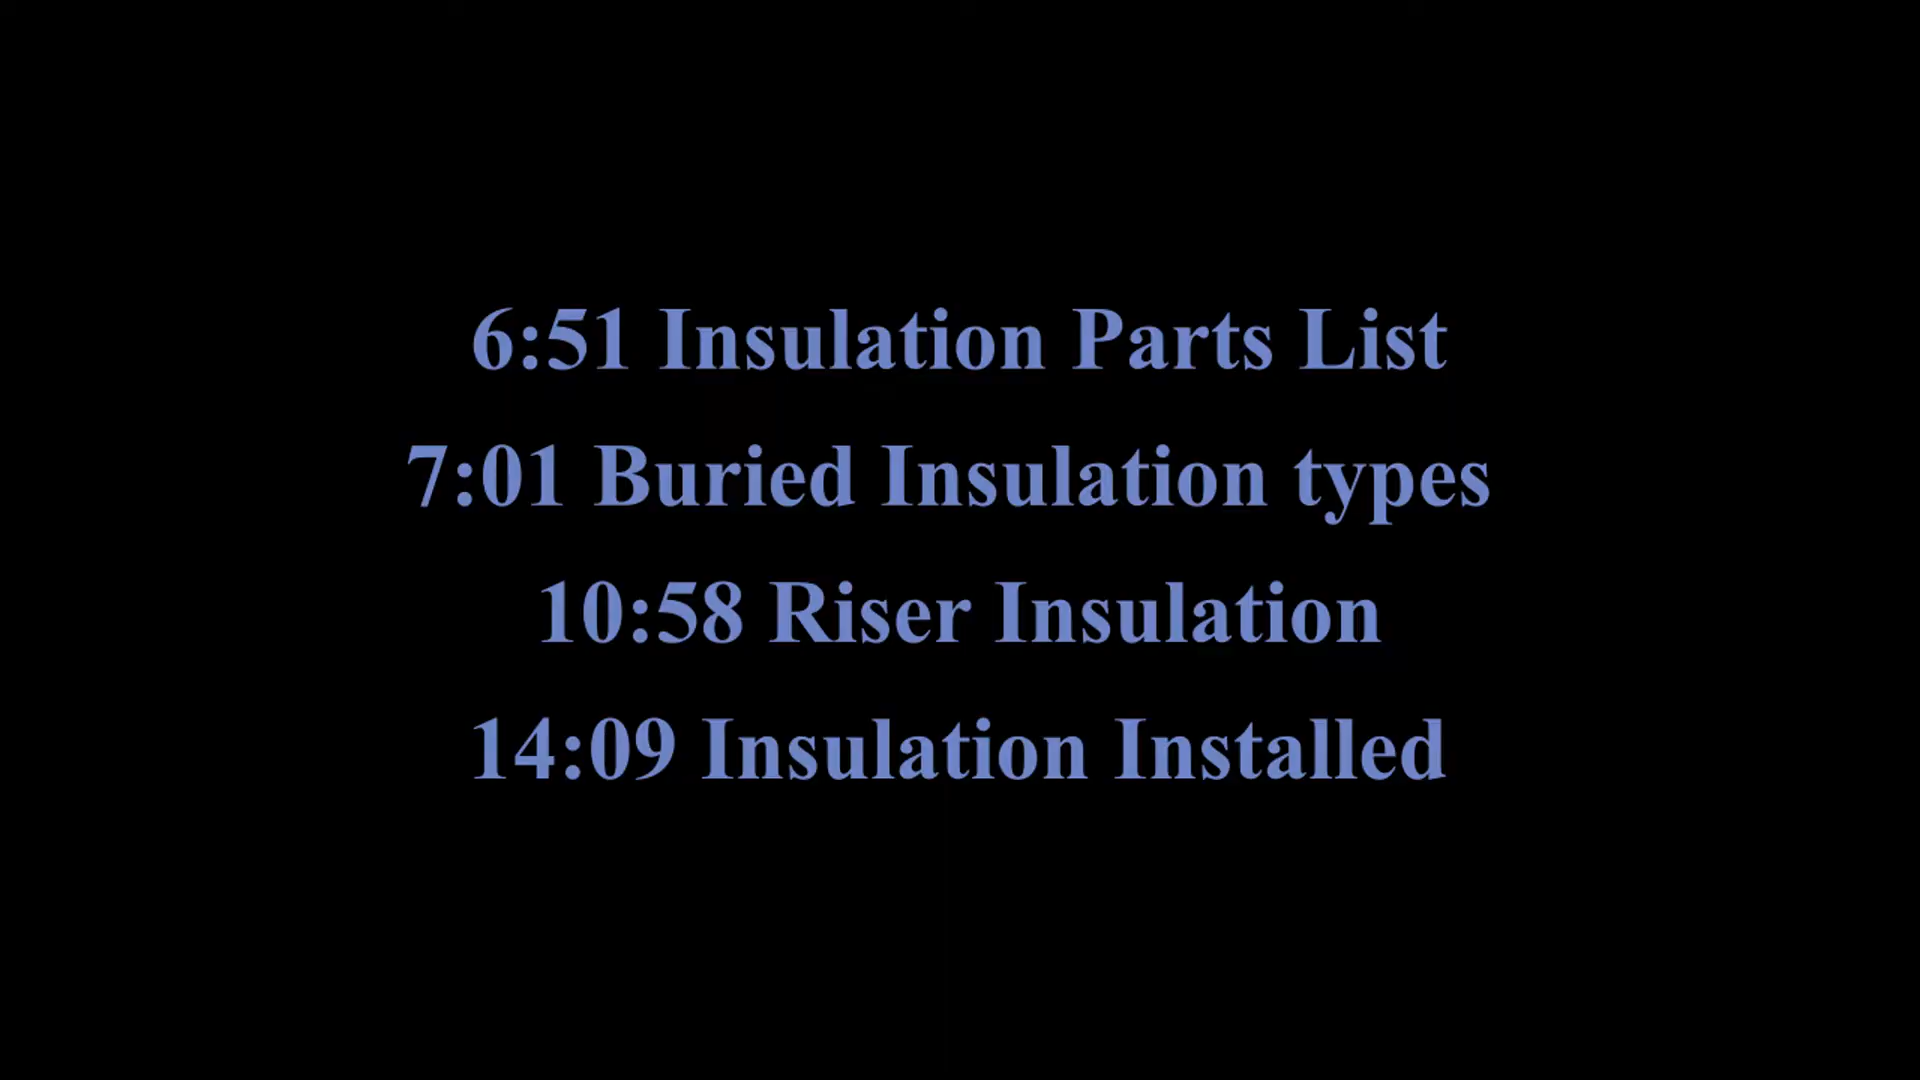 6:51 Insulation Parts List
7:01 Buried Insulation types
10:58 Riser Insulation
14:09 Insulation Installed